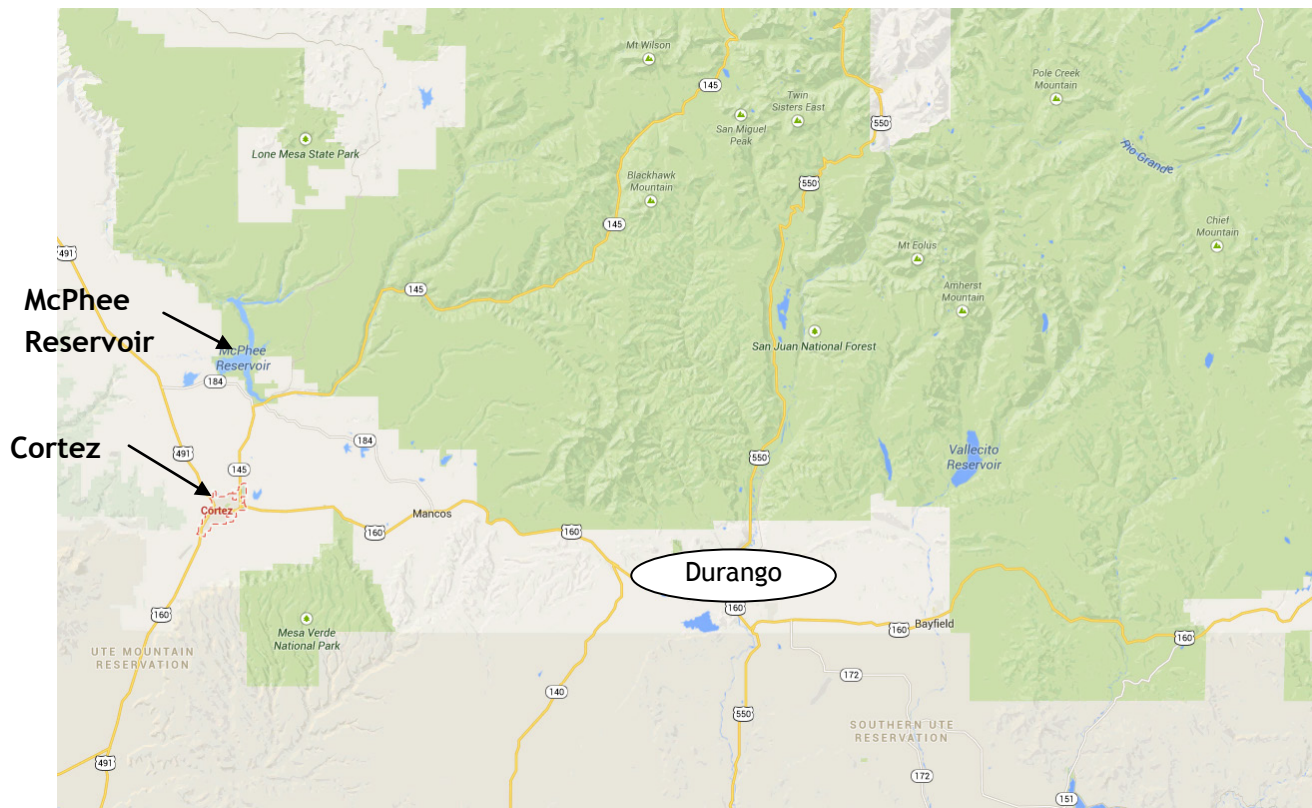 Mt Wilson
145
Pole Creek
Mountain
Twin
Sisters East
550
San Miguel
Peak
Lone Mesa State Park
Rio Grande
Blackhawk
Mountain
550
145
Chief
Mountain
491
Mt Eolus
McPhee
Reservoir
145
Amherst
Mountain
McPhee
Reservoir
San Juan National Forest
184
Cortez
491
184
145
550
Vallecito
Reservoir
Cortez
Mancos
160
160
Durango
160
160
Bayfield
160
160
Mesa Verde
National Park
UTE MOUNTAIN
RESERVATION
172
140
550
SOUTHERN UTE
RESERVATION
491
172
151